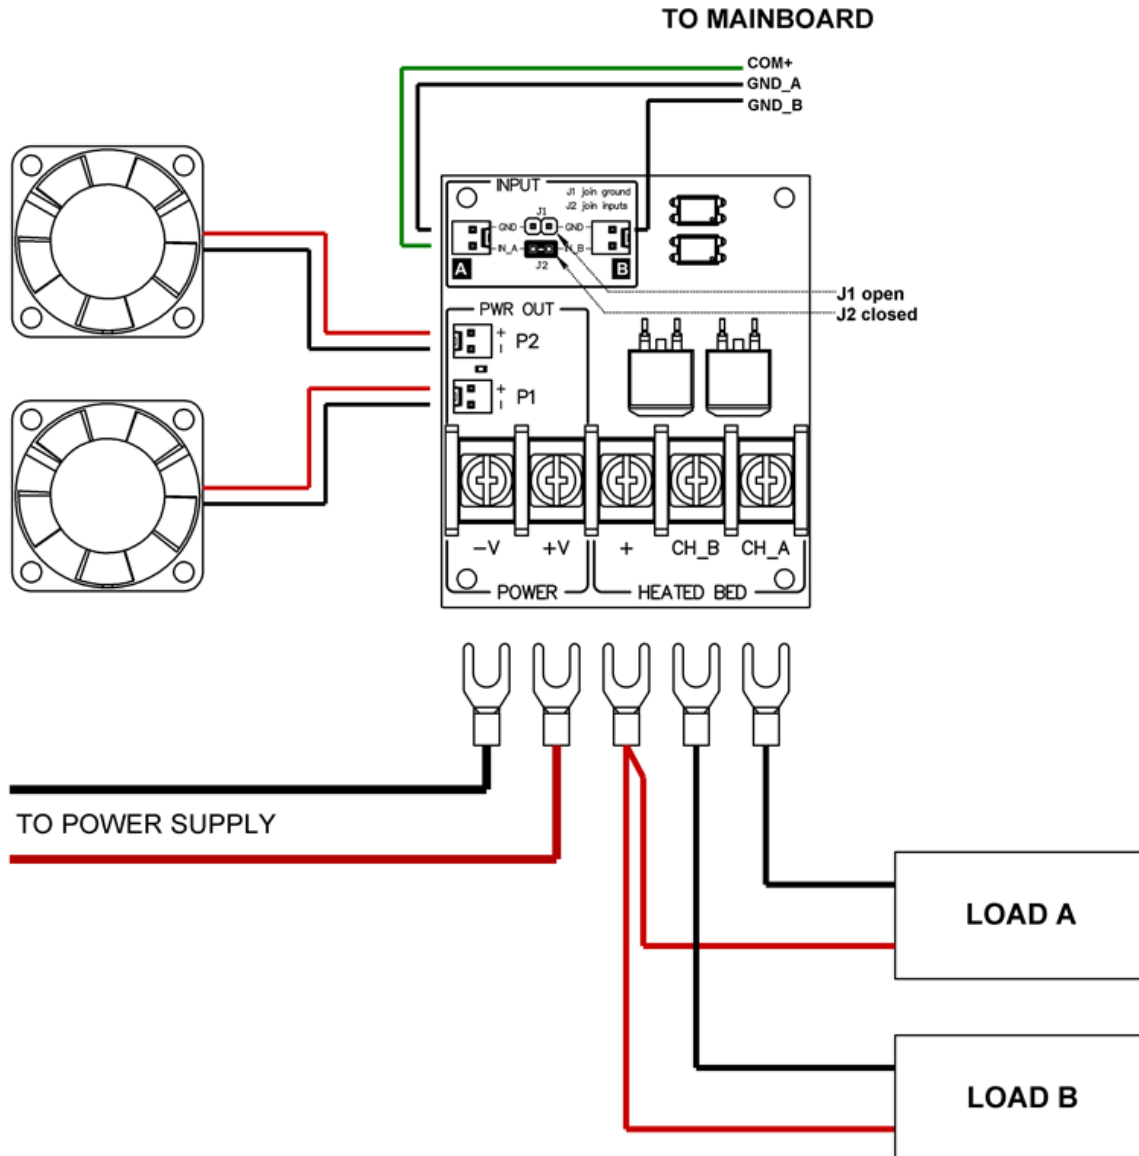 TO MAINBOARD
COM+
GND_A
GND_B
INPUT
J1 join ground
J2 join inputs
J1
GND
GND
IN_A
IN_B
J2
A
B
J1 open
J2 closed
PWR OUT
+
-
P2
+
-
P1
-V
+V
+
CH_B
CH_A
POWER
HEATED BED
TO POWER SUPPLY
LOAD A
LOAD B